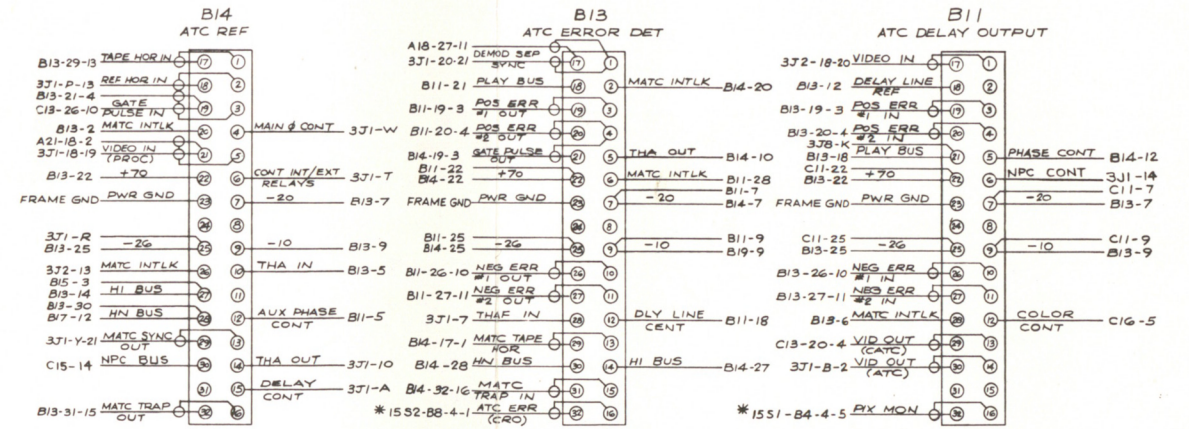 B14
ATC REF
B13-29-13 TAPE HOR IN 17 1
3J1-P-13 REF HOR IN 18 2
B13-21-4
C13-26-10 GATE PULSE IN 19 3
B13-2 MATC INTLK 20 4 MAIN φ CONT 3J1-W
A21-18-2
3J1-18-19 VIDEO IN (PROC) 21 5
B13-22 +70 22 6 CONT INT/EXT RELAYS 3J1-T
FRAME GND PWR GND 23 7 -20 B13-7
24 8
3J1-R
B13-25 -26 25 9 -10 B13-9
3J2-13 MATC INTLK 26 10 THA IN B13-5
B15-3
B13-14 HI BUS 27 11
B13-30
B17-12 HN BUS 28 12 AUX PHASE CONT B11-5
3J1-Y-21 MATC SYNC OUT 29 13
C15-14 NPC BUS 30 14 THA OUT 3J1-10
31 15 DELAY CONT 3J1-A
B13-31-15 MATC TRAP OUT 32 16
B13
ATC ERROR DET
A18-27-11
3J1-20-21 DEMOD SEP SYNC 17 1
B11-21 PLAY BUS 18 2 MATC INTLK B14-20
B11-19-3 POS ERR #1 OUT 19 3
B11-20-4 POS ERR #2 OUT 20 4
B14-19-3 GATE PULSE OUT 21 5 THA OUT B14-10
B11-22
B14-22 +70 22 6 MATC INTLK B11-28
FRAME GND PWR GND 23 7 -20 B11-7
B14-7
24 8
B11-25
B14-25 -26 25 9 -10 B11-9
B19-9
B11-26-10 NEG ERR #1 OUT 26 10
B11-27-11 NEG ERR #2 OUT 27 11
3J1-7 THAF IN 28 12 DLY LINE CENT B11-18
B14-17-1 MATC TAPE HOR 29 13
B14-28 HN BUS 30 14 HI BUS B14-27
B14-32-16 MATC TRAP IN 31 15
*15S2-B8-4-1 ATC ERR (CRO) 32 16
B11
ATC DELAY OUTPUT
3J2-18-20 VIDEO IN 17 1
B13-12 DELAY LINE REF 18 2
B13-19-3 POS ERR #1 IN 19 3
B13-20-4 POS ERR #2 IN 20 4
3J8-K
B13-18 PLAY BUS 21 5 PHASE CONT B14-12
C11-22
B13-22 +70 22 6 NPC CONT 3J1-14
FRAME GND PWR GND 23 7 -20 C11-7
B13-7
24 8
C11-25
B13-25 -26 25 9 -10 C11-9
B13-9
B13-26-10 NEG ERR #1 IN 26 10
B13-27-11 NEG ERR #2 IN 27 11
B13-6 MATC INTLK 28 12 COLOR CONT C16-5
C13-20-4 VID OUT (CATC) 29 13
3J1-B-2 VID OUT (ATC) 30 14
31 15
*15S1-B4-4-5 PIX MON 32 16